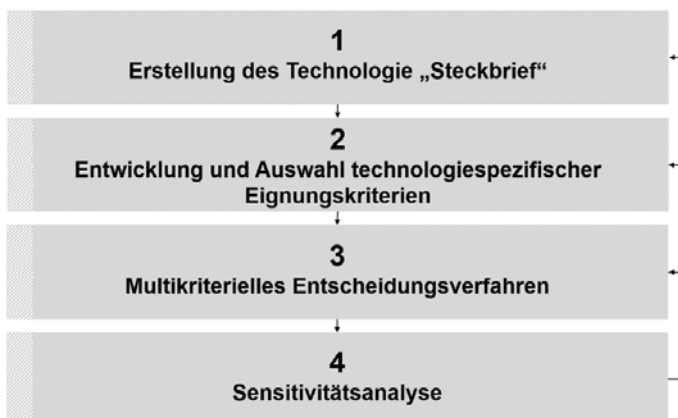 1
Erstellung des Technologie „Steckbrief“
2
Entwicklung und Auswahl technologiespezifischer
Eignungskriterien
3
Multikriterielles Entscheidungsverfahren
4
Sensitivitätsanalyse